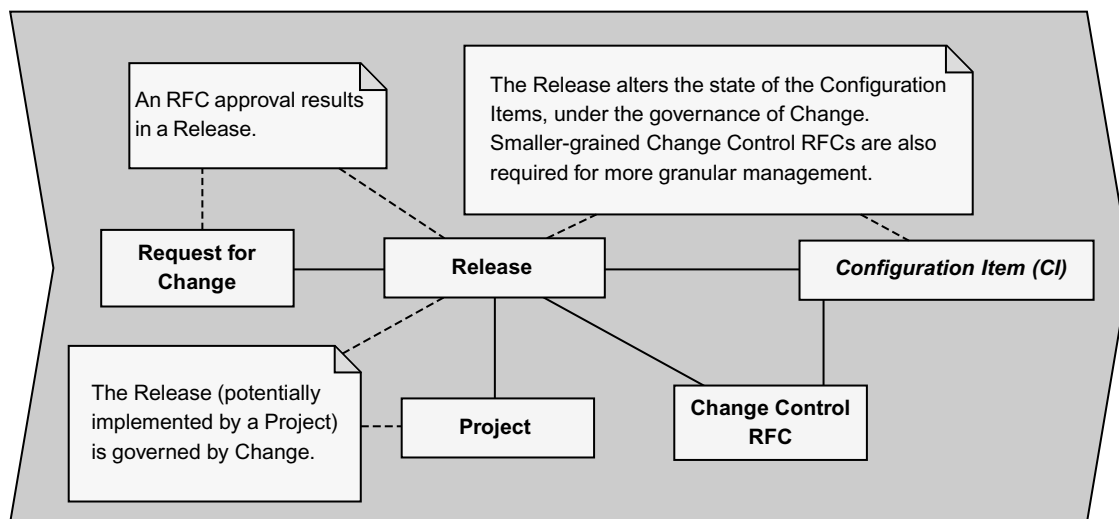 An RFC approval results
in a Release.
The Release alters the state of the Configuration
Items, under the governance of Change.
Smaller-grained Change Control RFCs are also
required for more granular management.
Request for
Change
Release
Configuration Item (CI)
The Release (potentially
implemented by a Project)
is governed by Change.
Project
Change Control
RFC